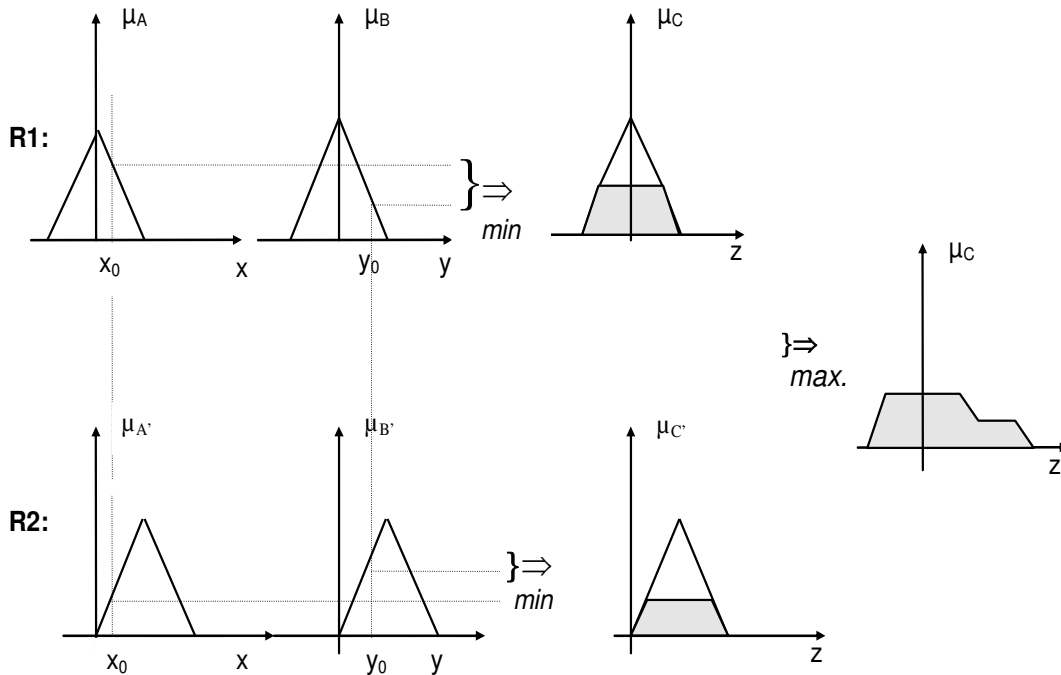 μA μB μC
R1:
} ⇒
min
x₀ x y₀ y z
μC
}⇒
max.
z
μA' μB' μC'
R2:
}⇒
min
x₀ x y₀ y z